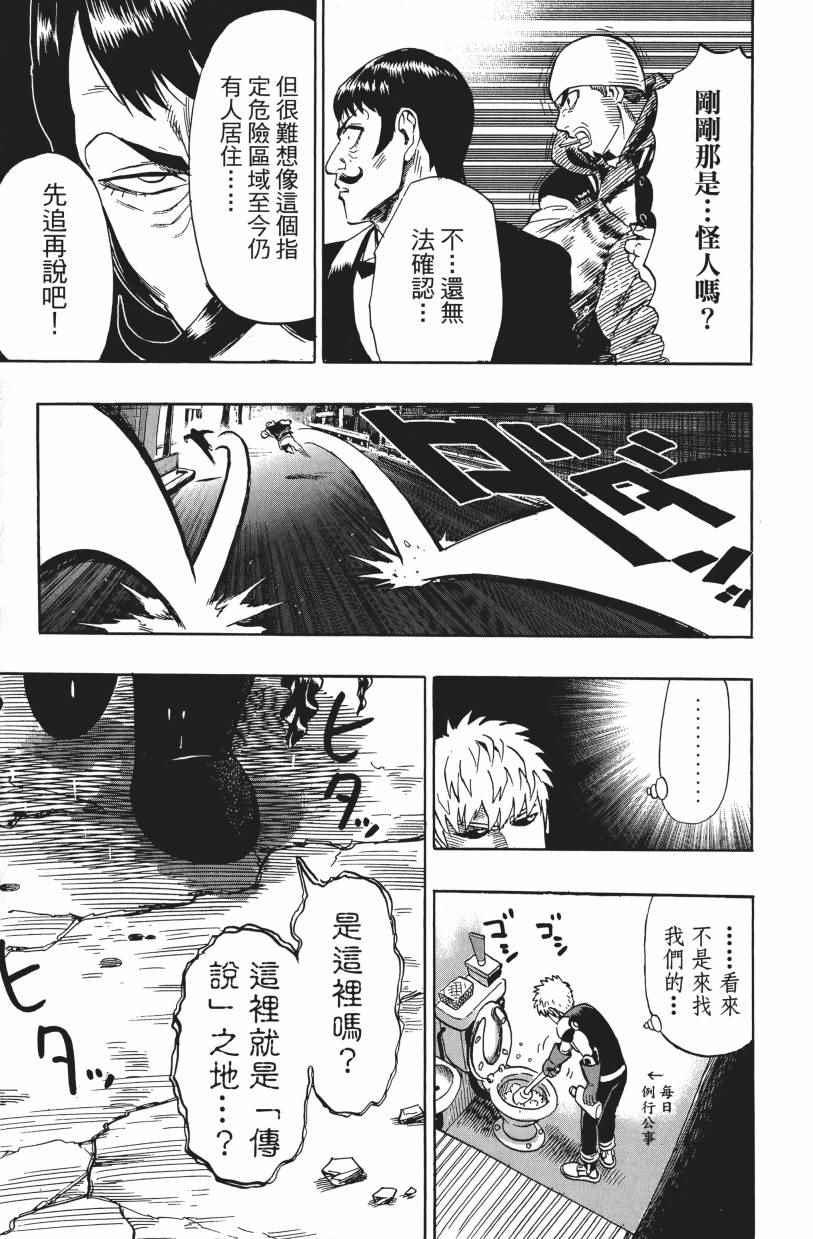 剛剛那是…怪人嗎？
不…還無
法確認…
但很難想像這個指
定危險區域至今仍
有人居住……
先追再說吧！
ダダダンッ
………
……看來
不是來找
我們的…
ゴシ
ゴシ
←每日
例行公事
ヒタ
是這裡嗎？
這裡就是「傳
說」之地…？
ヒタ